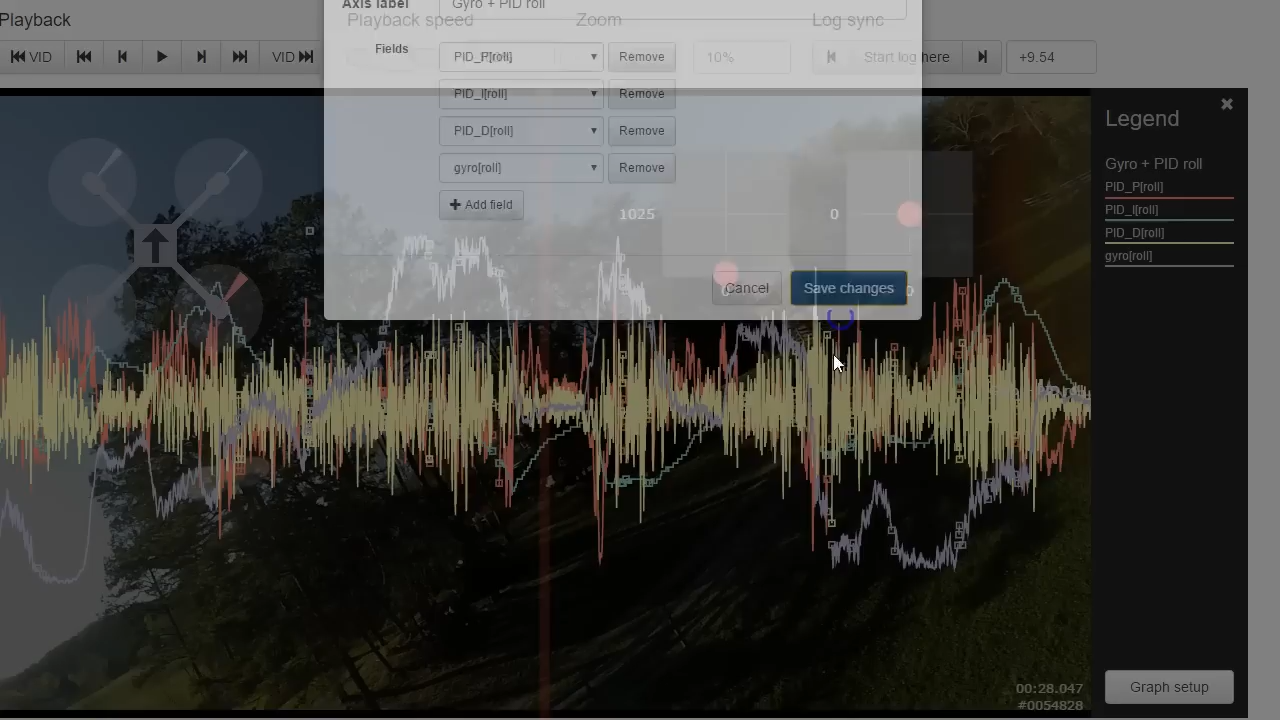 Playback
Playback speed
Zoom
Log sync
Axis label
Gyro + PID roll
VID
VID
Fields
PID_P[roll]
Remove
10%
Start log here
+9.54
PID_I[roll]
Remove
PID_D[roll]
Remove
gyro[roll]
Remove
Add field
1025
0
0
0
Cancel
Save changes
Legend
Gyro + PID roll
PID_P[roll]
PID_I[roll]
PID_D[roll]
gyro[roll]
00:28.047
#0054828
Graph setup